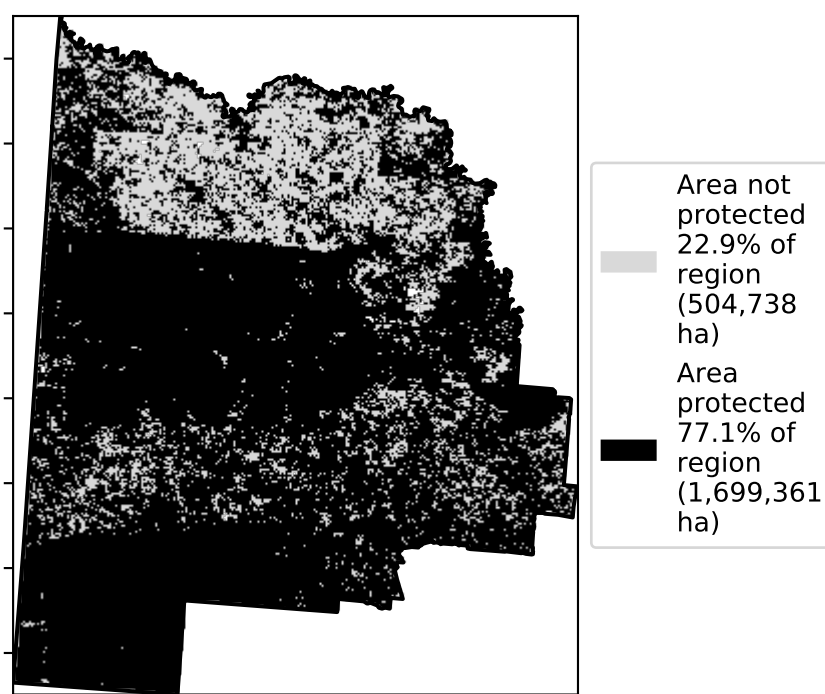 Area not
protected
22.9% of
region
(504,738
ha)
Area
protected
77.1% of
region
(1,699,361
ha)